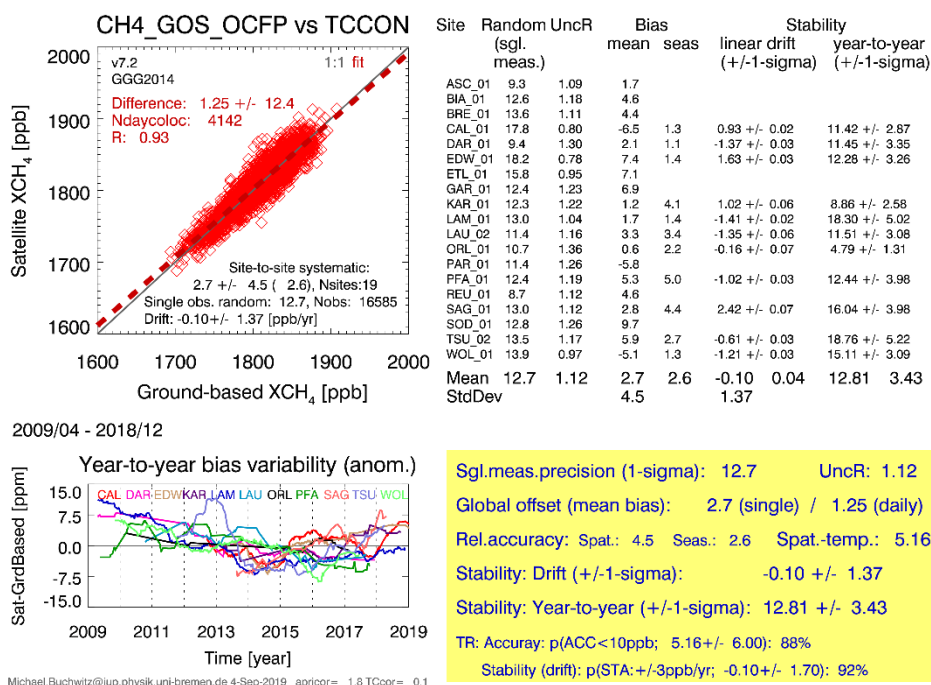 CH4_GOS_OCFP vs TCCON
2000
1900
1800
1700
1600
Satellite XCH4 [ppb]
v7.2
GGG2014
1:1 fit
Difference: 1.25 +/- 12.4
Ndaycoloc: 4142
R: 0.93
Site-to-site systematic:
2.7 +/- 4.5 ( 2.6), Nsites:19
Single obs. random: 12.7, Nobs: 16585
Drift: -0.10+/- 1.37 [ppb/yr]
1600 1700 1800 1900 2000
Ground-based XCH4 [ppb]
Site Random UncR Bias Stability
(sgl. mean seas linear drift year-to-year
meas.) (+/-1-sigma) (+/-1-sigma)
ASC_01 9.3 1.09 1.7
BIA_01 12.6 1.18 4.6
BRE_01 13.6 1.11 4.4
CAL_01 17.8 0.80 -6.5 1.3 0.93 +/- 0.02 11.42 +/- 2.87
DAR_01 9.4 1.30 2.1 1.1 -1.37 +/- 0.03 11.45 +/- 3.35
EDW_01 18.2 0.78 7.4 1.4 1.63 +/- 0.03 12.28 +/- 3.26
ETL_01 15.8 0.95 7.1
GAR_01 12.4 1.23 6.9
KAR_01 12.3 1.22 1.2 4.1 1.02 +/- 0.06 8.86 +/- 2.58
LAM_01 13.0 1.04 1.7 1.4 -1.41 +/- 0.02 18.30 +/- 5.02
LAU_02 11.4 1.16 3.3 3.4 -1.35 +/- 0.06 11.51 +/- 3.08
ORL_01 10.7 1.36 0.6 2.2 -0.16 +/- 0.07 4.79 +/- 1.31
PAR_01 11.4 1.26 -5.8
PFA_01 12.4 1.19 5.3 5.0 -1.02 +/- 0.03 12.44 +/- 3.98
REU_01 8.7 1.12 4.6
SAG_01 13.0 1.12 2.8 4.4 2.42 +/- 0.07 16.04 +/- 3.98
SOD_01 12.8 1.26 9.7
TSU_02 13.5 1.17 5.9 2.7 -0.61 +/- 0.03 18.76 +/- 5.22
WOL_01 13.9 0.97 -5.1 1.3 -1.21 +/- 0.03 15.11 +/- 3.09
Mean 12.7 1.12 2.7 2.6 -0.10 0.04 12.81 3.43
StdDev 4.5 1.37
2009/04 - 2018/12
Year-to-year bias variability (anom.)
Sat-GrdBased [ppm]
15.0
7.5
0.0
-7.5
-15.0
CAL DAR EDW KAR LAM LAU ORL PFA SAG TSU WOL
2009 2011 2013 2015 2017 2019
Time [year]
Michael.Buchwitz@iup.physik.uni-bremen.de 4-Sep-2019 apricor= 1.8 TCcor= 0.1
Sgl.meas.precision (1-sigma): 12.7 UncR: 1.12
Global offset (mean bias): 2.7 (single) / 1.25 (daily)
Rel.accuracy: Spat.: 4.5 Seas.: 2.6 Spat.-temp.: 5.16
Stability: Drift (+/-1-sigma): -0.10 +/- 1.37
Stability: Year-to-year (+/-1-sigma): 12.81 +/- 3.43
TR: Accuray: p(ACC<10ppb; 5.16+/- 6.00): 88%
Stability (drift): p(STA:+/-3ppb/yr; -0.10+/- 1.70): 92%